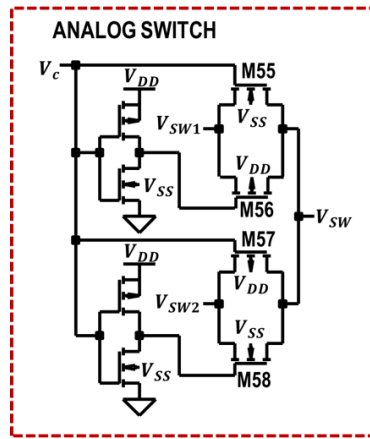 ANALOG SWITCH
V_c
M55
V_DD
V_SW1
V_SS
V_DD
V_SS
M56
V_SW
M57
V_DD
V_DD
V_SW2
V_SS
V_SS
M58